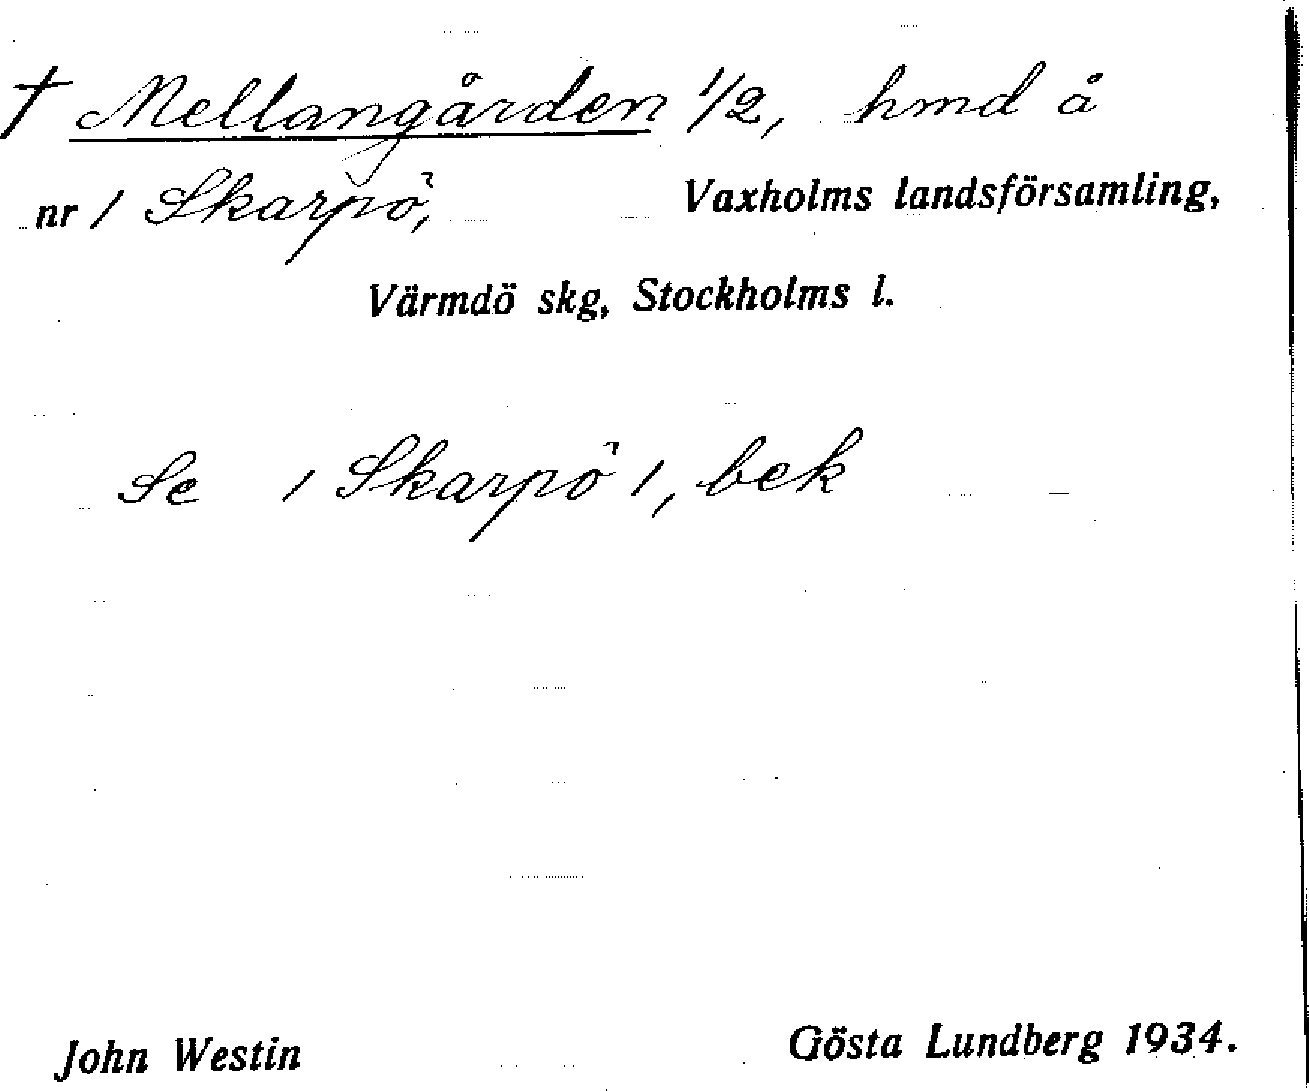 † Mellangården 1/2, hmd å
nr 1 Skarpö, Vaxholms landsförsamling,
Värmdö skg, Stockholms l.
Se 1 Skarpö 1, bek
John Westin Gösta Lundberg 1934.